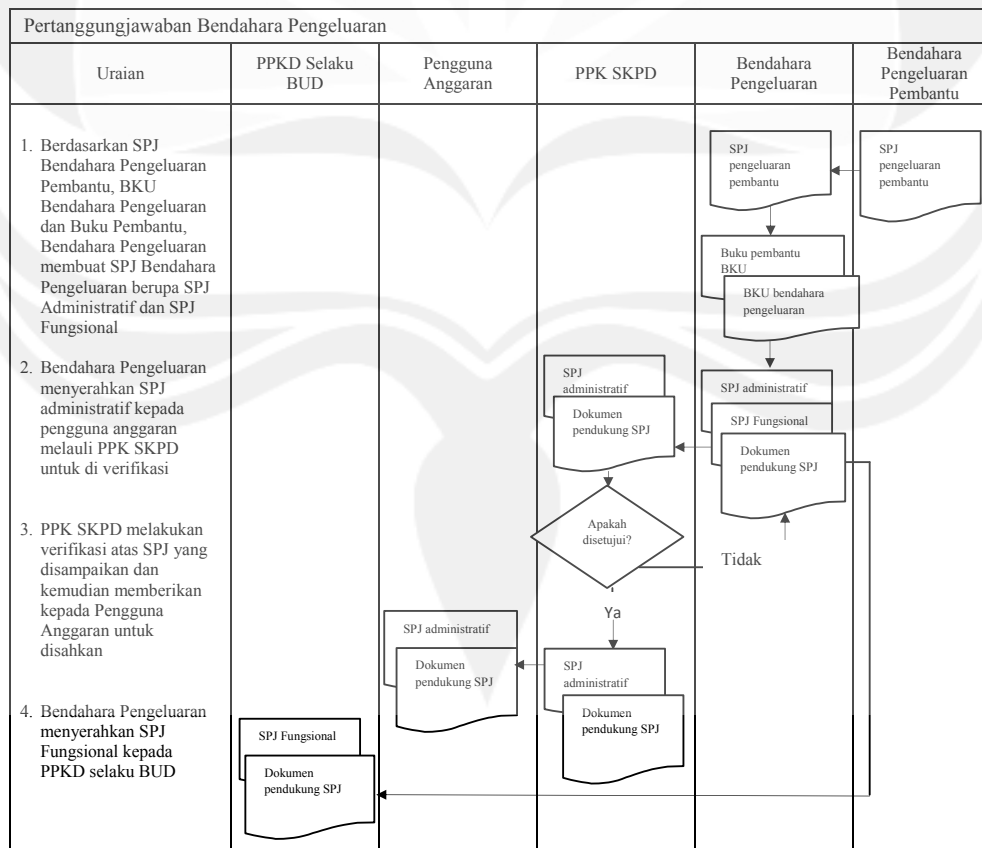 Pertanggungjawaban Bendahara Pengeluaran
Uraian
PPKD Selaku
BUD
Pengguna
Anggaran
PPK SKPD
Bendahara
Pengeluaran
Bendahara
Pengeluaran
Pembantu
1. Berdasarkan SPJ
Bendahara Pengeluaran
Pembantu, BKU
Bendahara Pengeluaran
dan Buku Pembantu,
Bendahara Pengeluaran
membuat SPJ Bendahara
Pengeluaran berupa SPJ
Administratif dan SPJ
Fungsional
2. Bendahara Pengeluaran
menyerahkan SPJ
administratif kepada
pengguna anggaran
melauli PPK SKPD
untuk di verifikasi
3. PPK SKPD melakukan
verifikasi atas SPJ yang
disampaikan dan
kemudian memberikan
kepada Pengguna
Anggaran untuk
disahkan
4. Bendahara Pengeluaran
menyerahkan SPJ
Fungsional kepada
PPKD selaku BUD
SPJ
pengeluaran
pembantu
SPJ
pengeluaran
pembantu
Buku pembantu
BKU
BKU bendahara
pengeluaran
SPJ administratif
SPJ Fungsional
Dokumen
pendukung SPJ
SPJ
administratif
Dokumen
pendukung SPJ
Apakah
disetujui?
Tidak
Ya
SPJ
administratif
Dokumen
pendukung SPJ
SPJ administratif
Dokumen
pendukung SPJ
SPJ Fungsional
Dokumen
pendukung SPJ